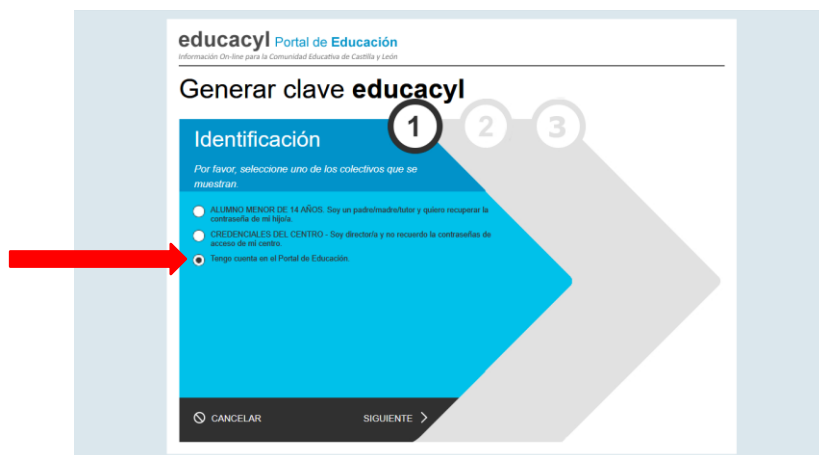 educacyl Portal de Educación
Información On-line para la Comunidad Educativa de Castilla y León
Generar clave educacyl
1
2
3
Identificación
Por favor, seleccione uno de los colectivos que se
muestran.
ALUMNO MENOR DE 14 AÑOS. Soy un padre/madre/tutor y quiero recuperar la
contraseña de mi hijo/a.
CREDENCIALES DEL CENTRO - Soy director/a y no recuerdo la contraseñas de
acceso de mi centro.
Tengo cuenta en el Portal de Educación.
CANCELAR
SIGUIENTE